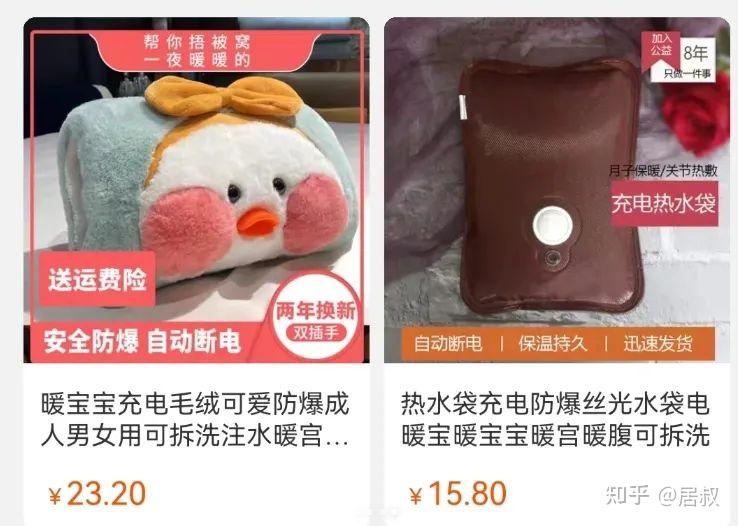 帮你捂被窝
一夜暖暖的
送运费险
两年换新
双插手
安全防爆 自动断电
暖宝宝充电毛绒可爱防爆成
人男女用可拆洗注水暖宫...
¥23.20
加入
公益
8年
只做一件事
月子保暖/关节热敷
充电热水袋
自动断电 | 保温持久 | 迅速发货
热水袋充电防爆丝光水袋电
暖宝暖宝宝暖宫暖腹可拆洗
¥15.80
知乎 @居叔